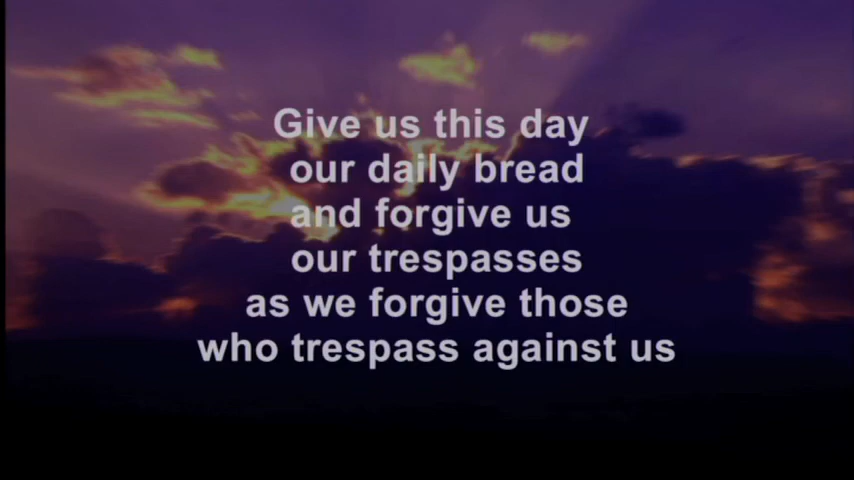 Give us this day
our daily bread
and forgive us
our trespasses
as we forgive those
who trespass against us